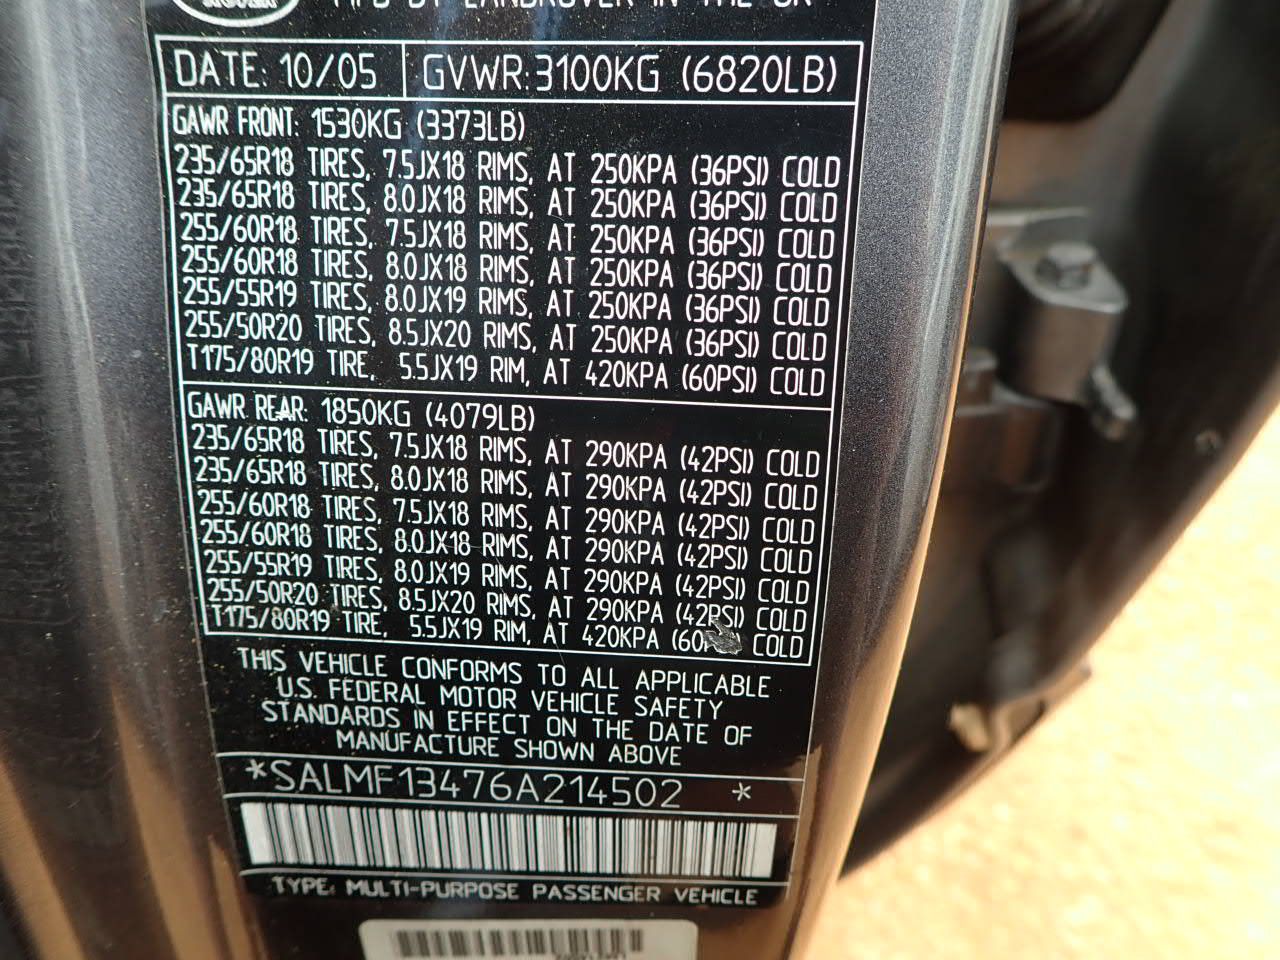 MFD BY LANDROVER IN THE UK
DATE: 10/05 GVWR: 3100KG (6820LB)
GAWR FRONT: 1530KG (3373LB)
235/65R18 TIRES, 7.5JX18 RIMS, AT 250KPA (36PSI) COLD
235/65R18 TIRES, 8.0JX18 RIMS, AT 250KPA (36PSI) COLD
255/60R18 TIRES, 7.5JX18 RIMS, AT 250KPA (36PSI) COLD
255/60R18 TIRES, 8.0JX18 RIMS, AT 250KPA (36PSI) COLD
255/55R19 TIRES, 8.0JX19 RIMS, AT 250KPA (36PSI) COLD
255/50R20 TIRES, 8.5JX20 RIMS, AT 250KPA (36PSI) COLD
T175/80R19 TIRE, 5.5JX19 RIM, AT 420KPA (60PSI) COLD
GAWR REAR: 1850KG (4079LB)
235/65R18 TIRES, 7.5JX18 RIMS, AT 290KPA (42PSI) COLD
235/65R18 TIRES, 8.0JX18 RIMS, AT 290KPA (42PSI) COLD
255/60R18 TIRES, 7.5JX18 RIMS, AT 290KPA (42PSI) COLD
255/60R18 TIRES, 8.0JX18 RIMS, AT 290KPA (42PSI) COLD
255/55R19 TIRES, 8.0JX19 RIMS, AT 290KPA (42PSI) COLD
255/50R20 TIRES, 8.5JX20 RIMS, AT 290KPA (42PSI) COLD
T175/80R19 TIRE, 5.5JX19 RIM, AT 420KPA COLD
THIS VEHICLE CONFORMS TO ALL APPLICABLE
U.S. FEDERAL MOTOR VEHICLE SAFETY
STANDARDS IN EFFECT ON THE DATE OF
MANUFACTURE SHOWN ABOVE
*SALMF13476A214502 *
TYPE: MULTI-PURPOSE PASSENGER VEHICLE